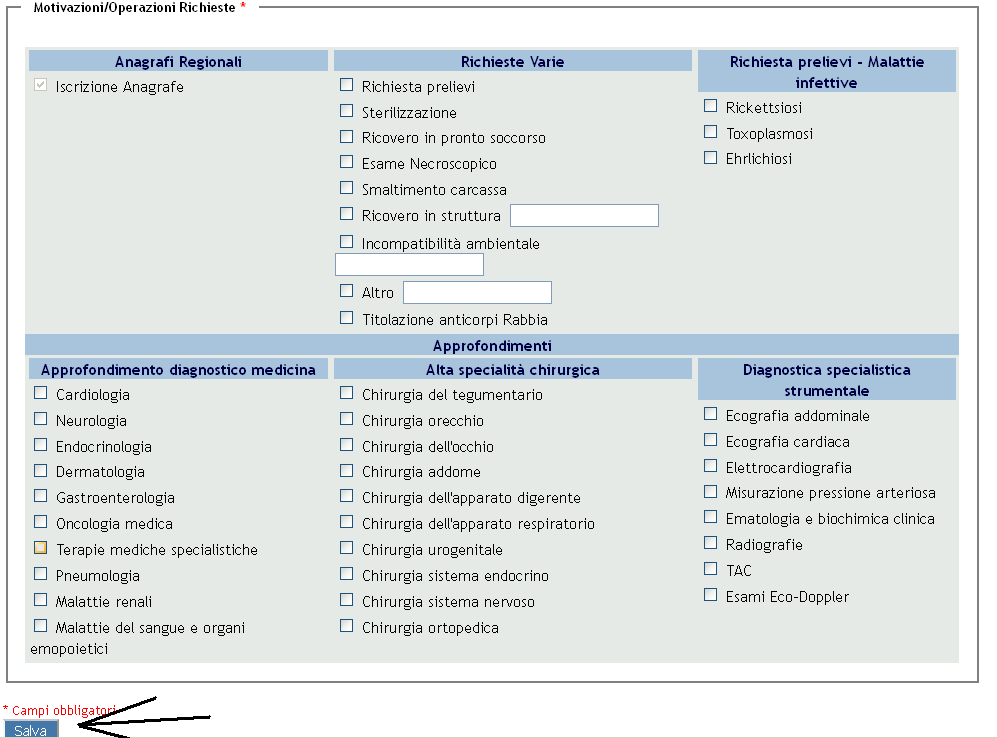 Motivazioni/Operazioni Richieste *
Anagrafi Regionali
Iscrizione Anagrafe
Richieste Varie
Richiesta prelievi
Sterilizzazione
Ricovero in pronto soccorso
Esame Necroscopico
Smaltimento carcassa
Ricovero in struttura
Incompatibilità ambientale
Altro
Titolazione anticorpi Rabbia
Richiesta prelievi - Malattie
infettive
Rickettsiosi
Toxoplasmosi
Ehrlichiosi
Approfondimenti
Approfondimento diagnostico medicina
Cardiologia
Neurologia
Endocrinologia
Dermatologia
Gastroenterologia
Oncologia medica
Terapie mediche specialistiche
Pneumologia
Malattie renali
Malattie del sangue e organi
emopoietici
Alta specialità chirurgica
Chirurgia del tegumentario
Chirurgia orecchio
Chirurgia dell'occhio
Chirurgia addome
Chirurgia dell'apparato digerente
Chirurgia dell'apparato respiratorio
Chirurgia urogenitale
Chirurgia sistema endocrino
Chirurgia sistema nervoso
Chirurgia ortopedica
Diagnostica specialistica
strumentale
Ecografia addominale
Ecografia cardiaca
Elettrocardiografia
Misurazione pressione arteriosa
Ematologia e biochimica clinica
Radiografie
TAC
Esami Eco-Doppler
* Campi obbligatori
Salva